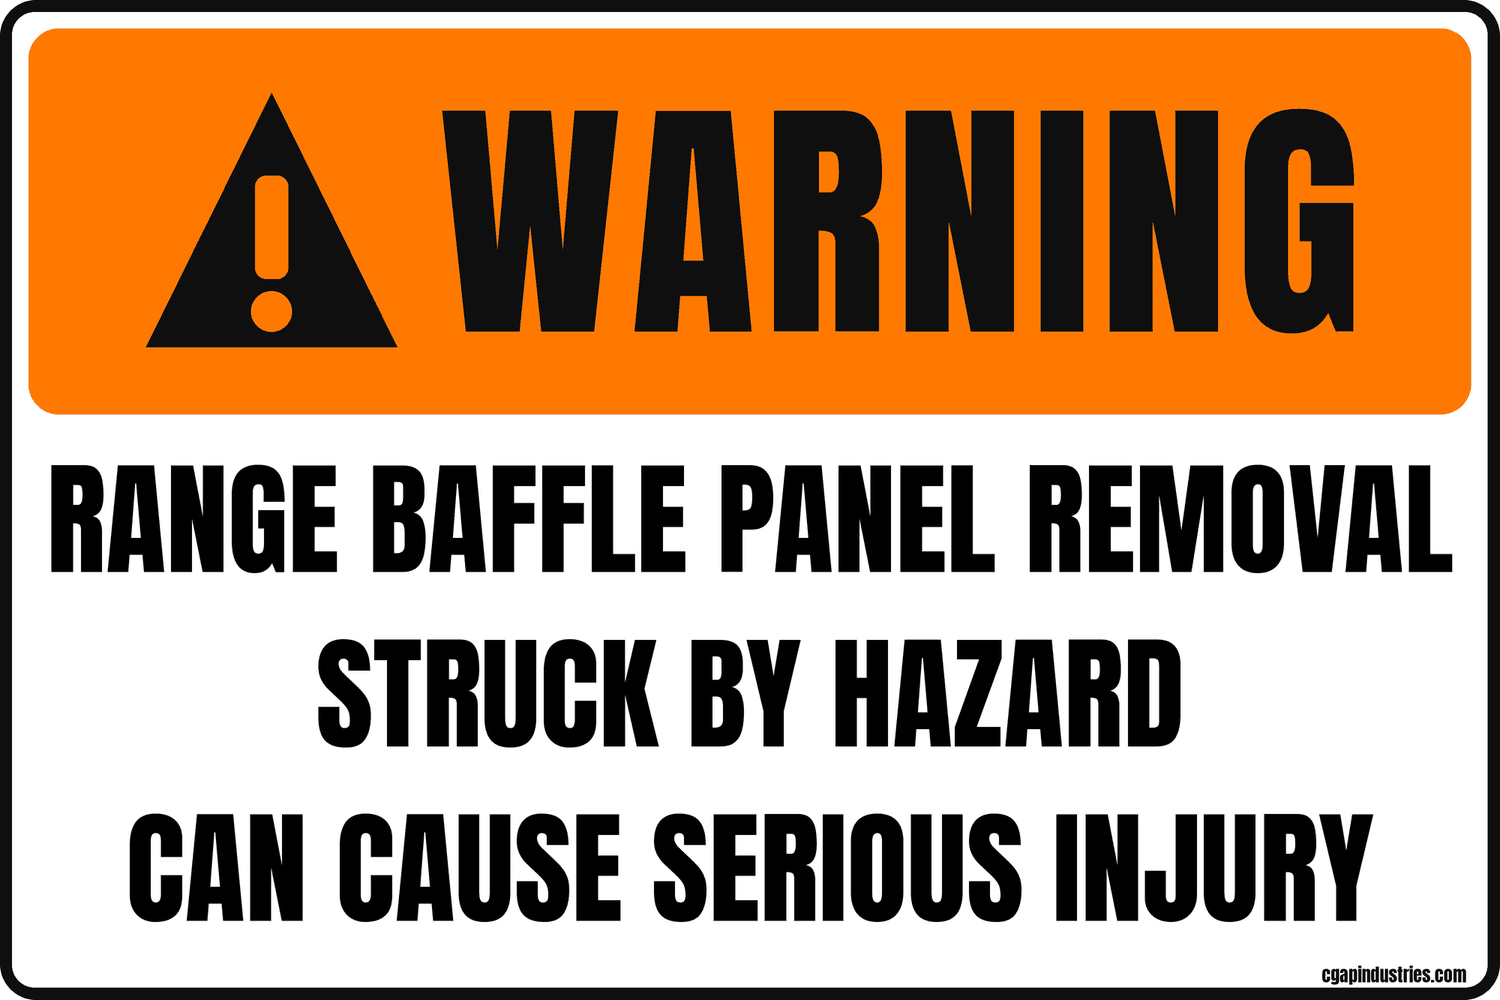 WARNING
RANGE BAFFLE PANEL REMOVAL
STRUCK BY HAZARD
CAN CAUSE SERIOUS INJURY
cgapindustries.com